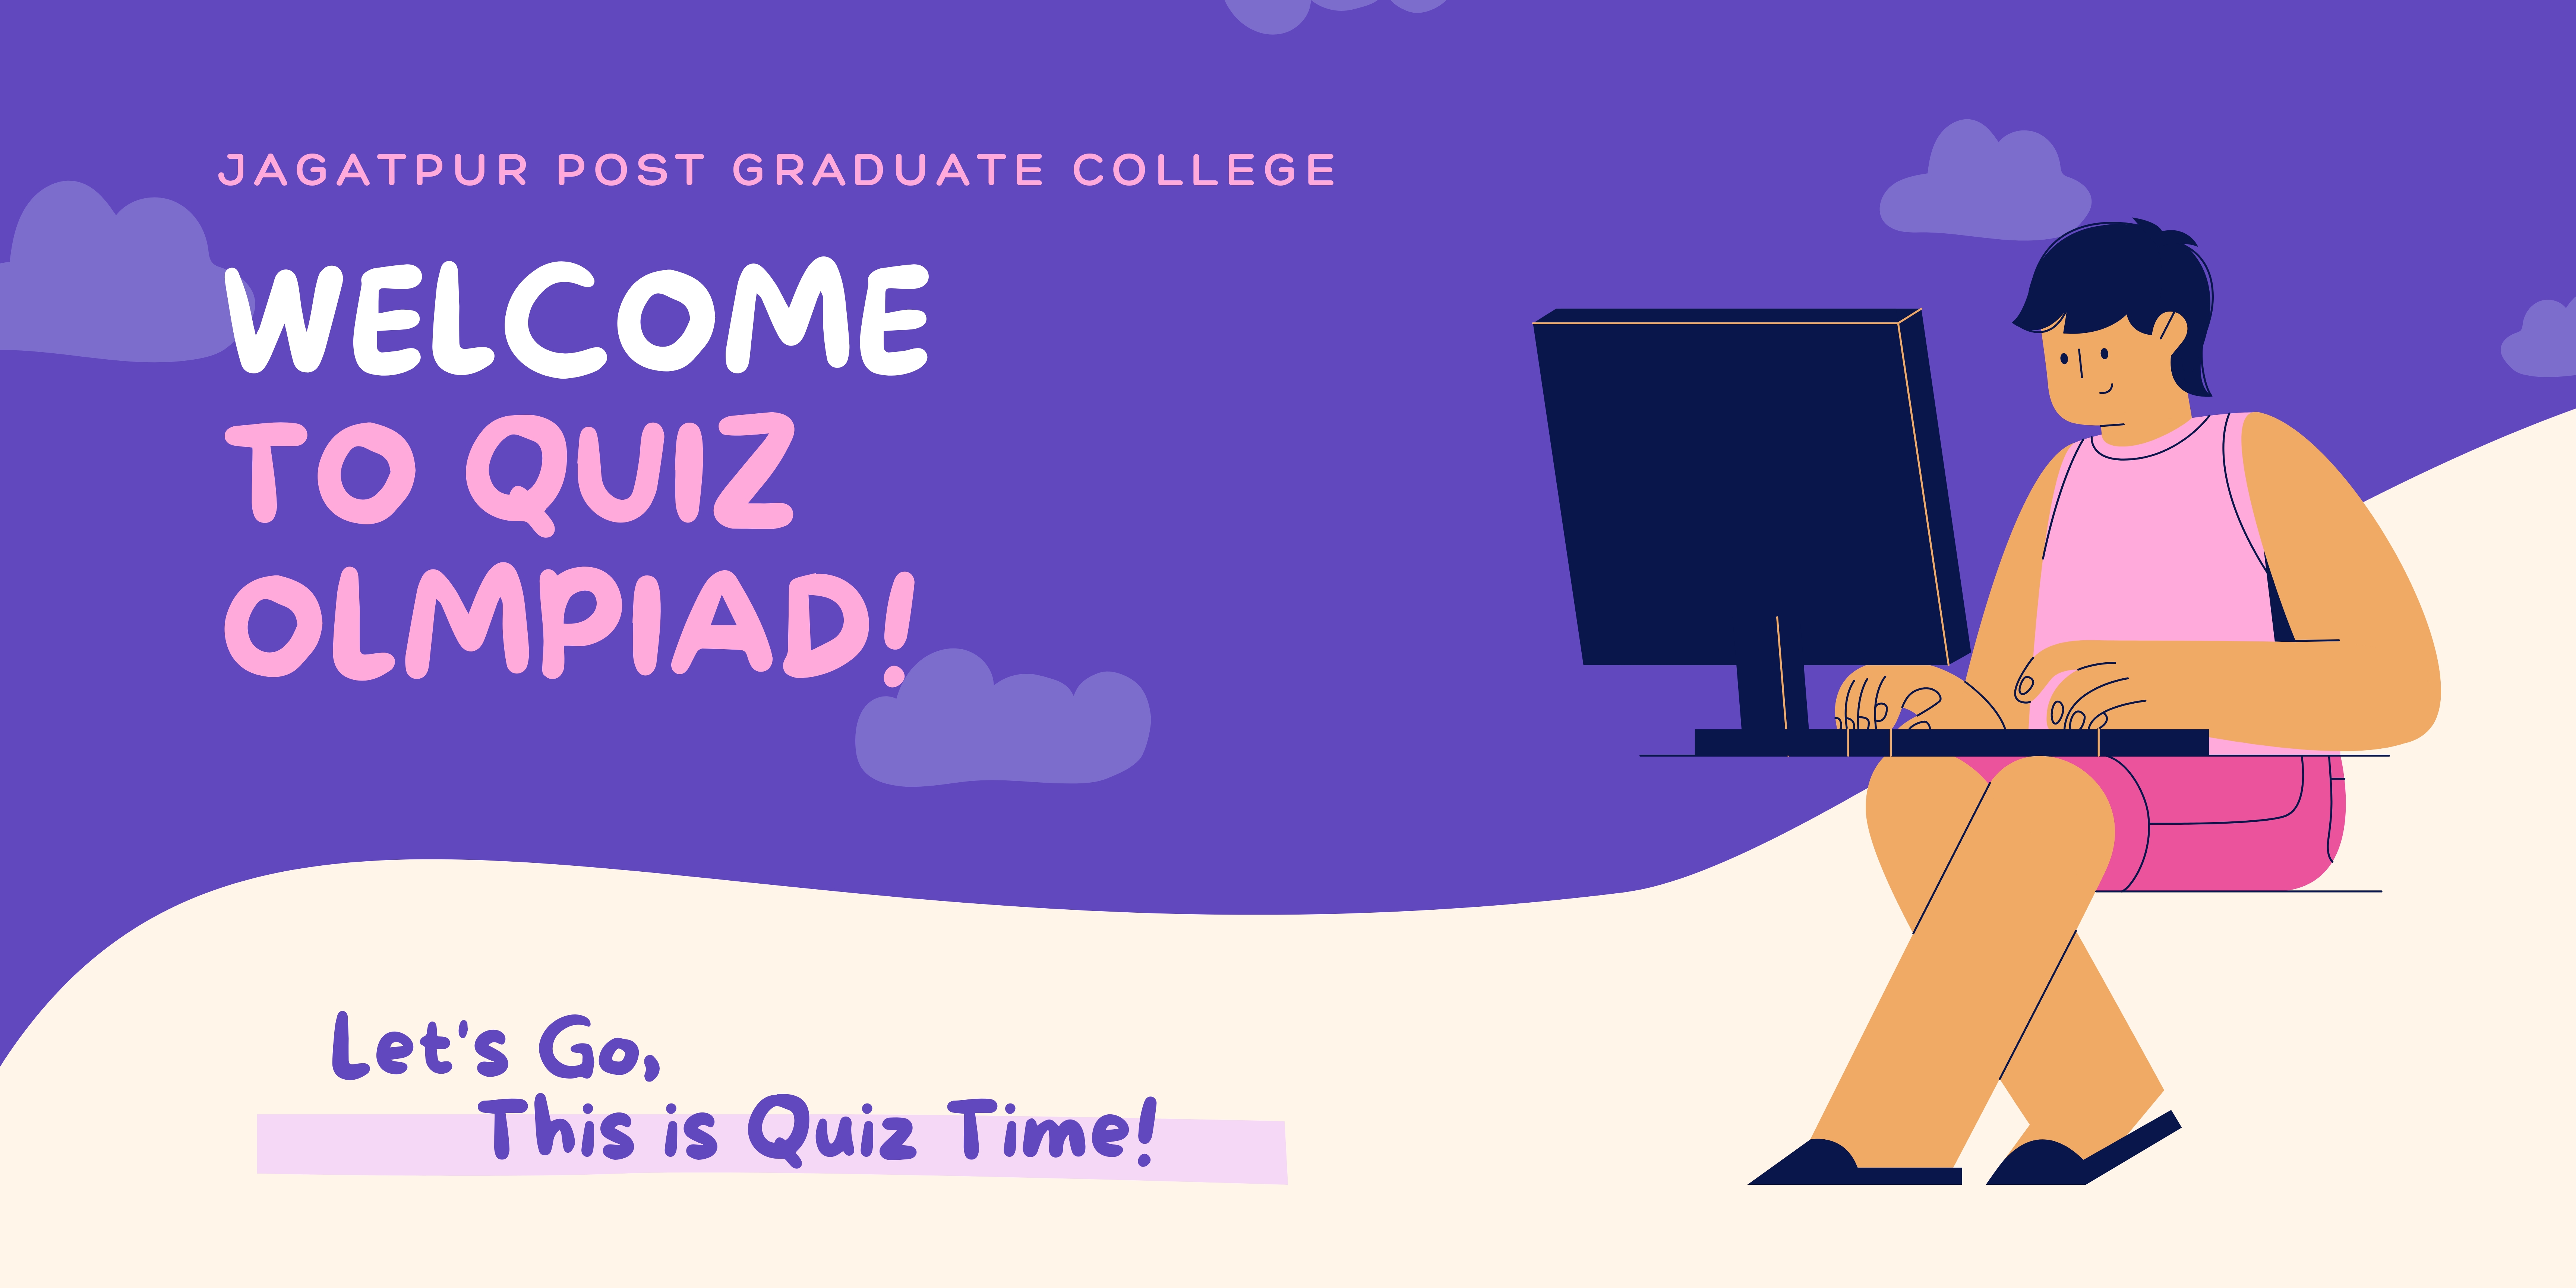 JAGATPUR POST GRADUATE COLLEGE
WELCOME
TO QUIZ
OLMPIAD!
Let's Go,
This is Quiz Time!